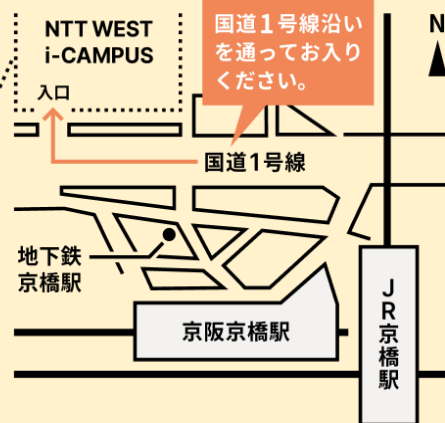 NTT WEST
i-CAMPUS
入口
国道1号線沿い
を通ってお入り
ください。
N
国道1号線
地下鉄
京橋駅
京阪京橋駅
JR京橋駅